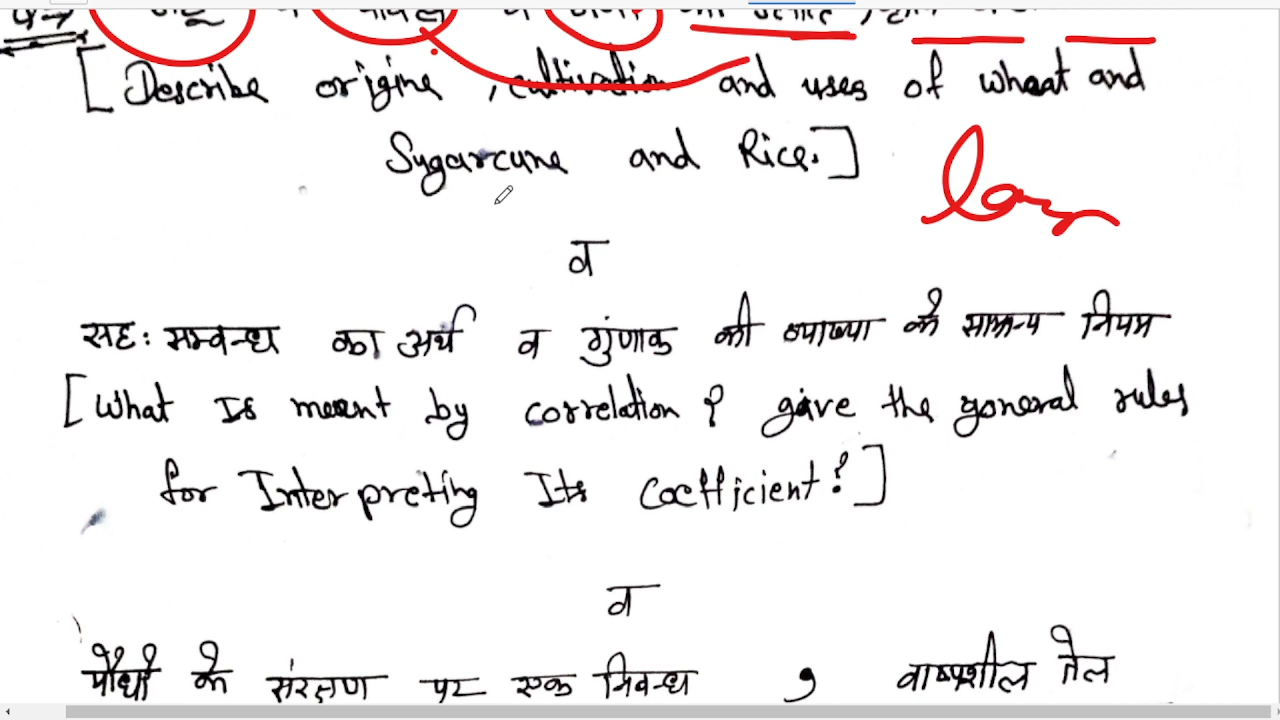 [Describe origine, cultivation and uses of wheat and
Sugarcune and Rice.]
व
सह: सम्बन्ध का अर्थ व गुंणाक की व्याख्या के सामन्य नियम
[What Is meant by correlation? give the general rules
for Interpreting Its Coefficient?]
व
पौधों के संरक्षण पर एक निबन्ध, वाष्पशील तेल